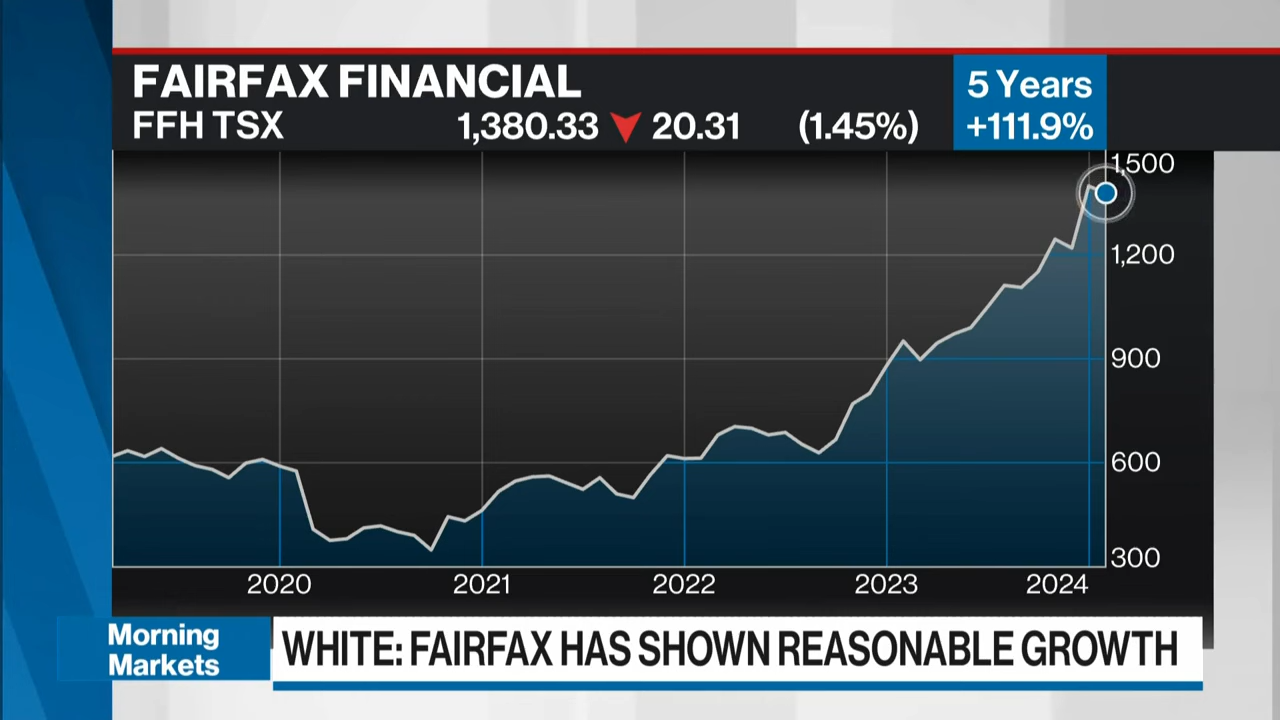 FAIRFAX FINANCIAL
FFH TSX 1,380.33 20.31 (1.45%)
5 Years
+111.9%
1,500
1,200
900
600
300
2020 2021 2022 2023 2024
Morning
Markets
WHITE: FAIRFAX HAS SHOWN REASONABLE GROWTH